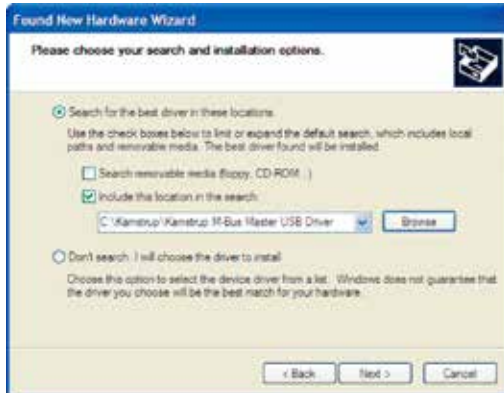 Found New Hardware Wizard
Please choose your search and installation options.
Search for the best driver in these locations.
Use the check boxes below to limit or expand the default search, which includes local
paths and removable media. The best driver found will be installed.
Search removable media (floppy, CD-ROM...)
Include this location in the search:
C:\Kamstrup\Kamstrup M-Bus Master USB Driver
Browse
Don't search. I will choose the driver to install.
Choose this option to select the device driver from a list. Windows does not guarantee that
the driver you choose will be the best match for your hardware.
< Back
Next >
Cancel